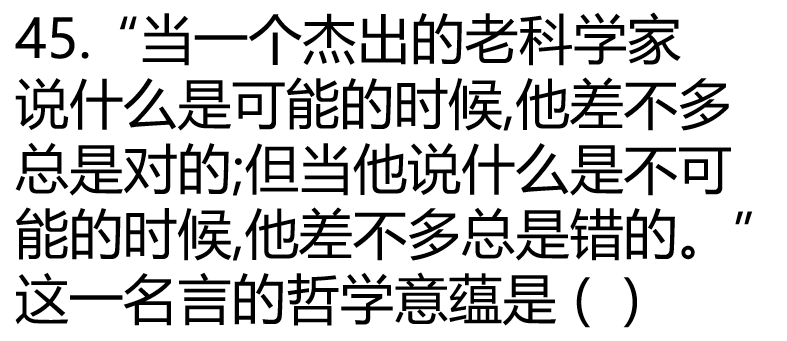 45.“当一个杰出的老科学家
说什么是可能的时候,他差不多
总是对的;但当他说什么是不可
能的时候,他差不多总是错的。”
这一名言的哲学意蕴是( )